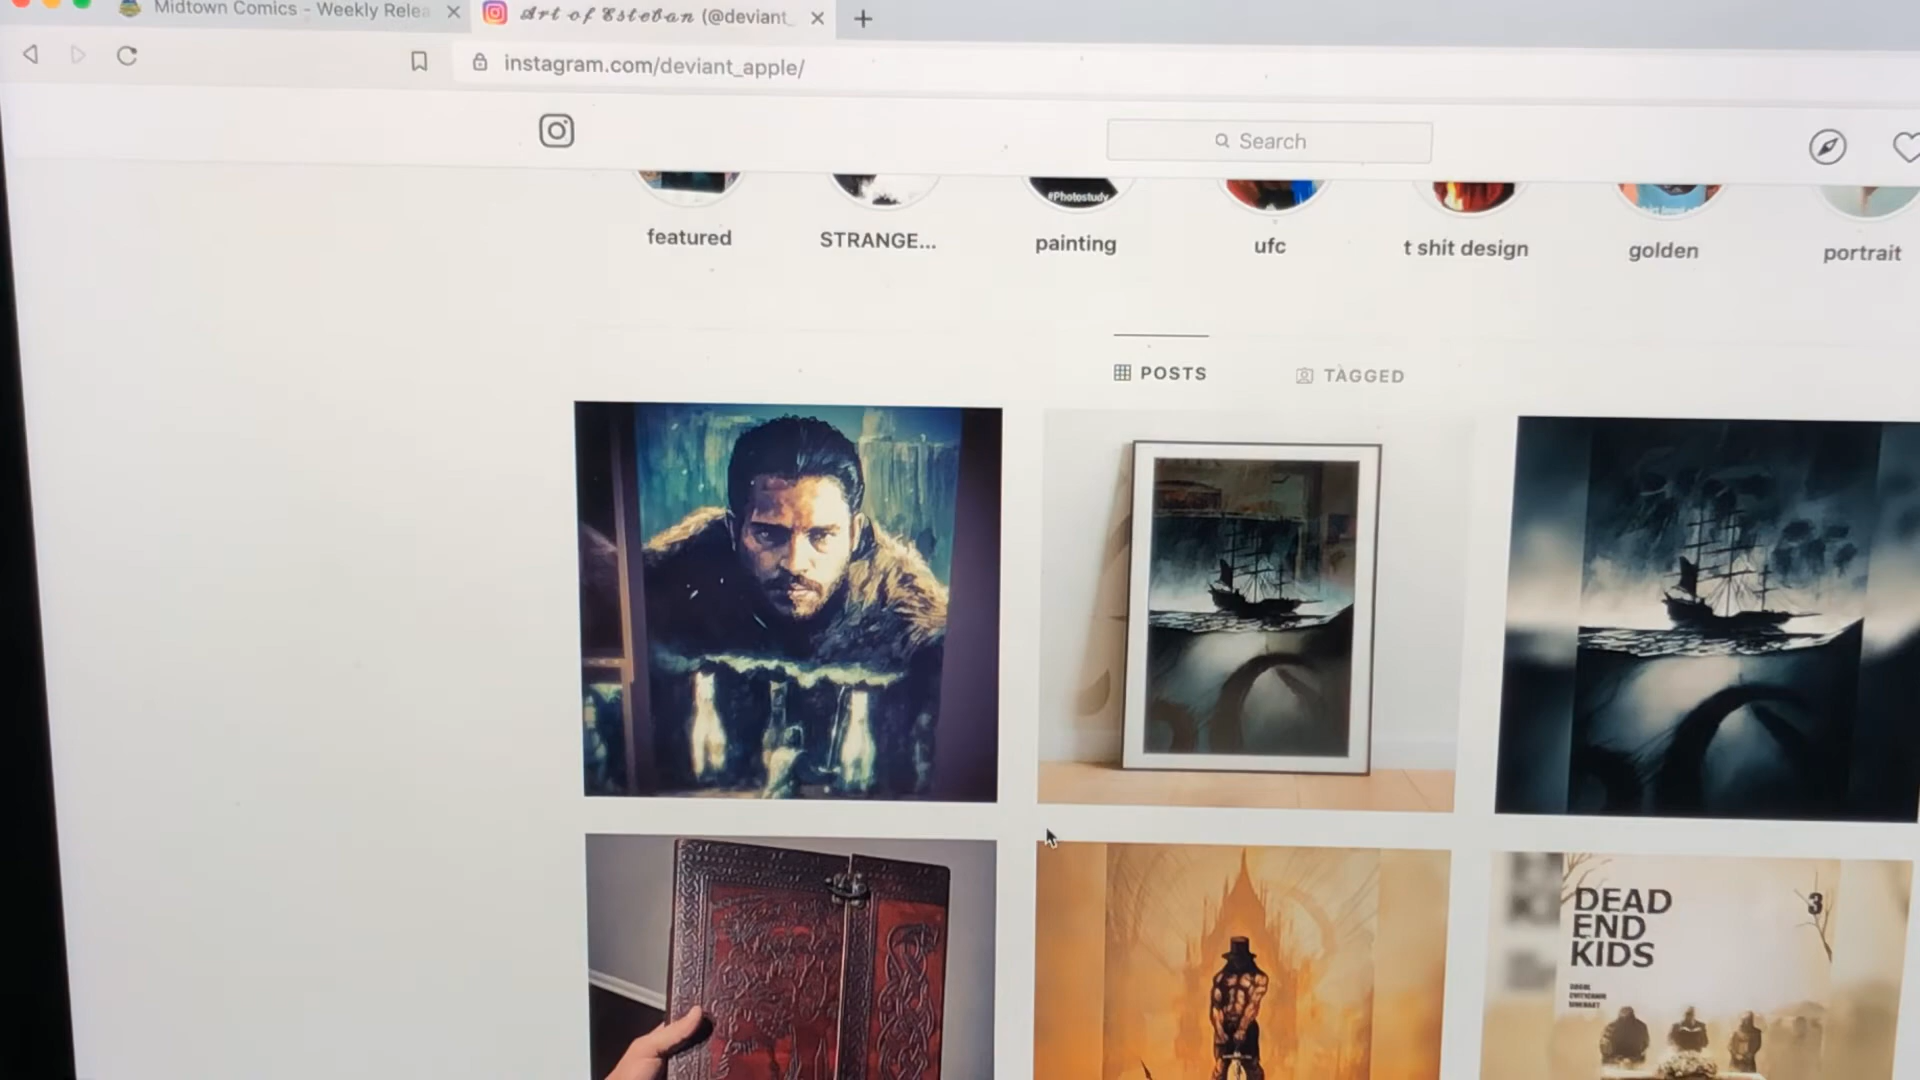 Midtown Comics - Weekly Relea
Art of Esteban (@deviant_
instagram.com/deviant_apple/
Search
#Photostudy
featured
STRANGE...
painting
ufc
t shit design
golden
portrait
POSTS
TAGGED
DEAD
END
KIDS
3